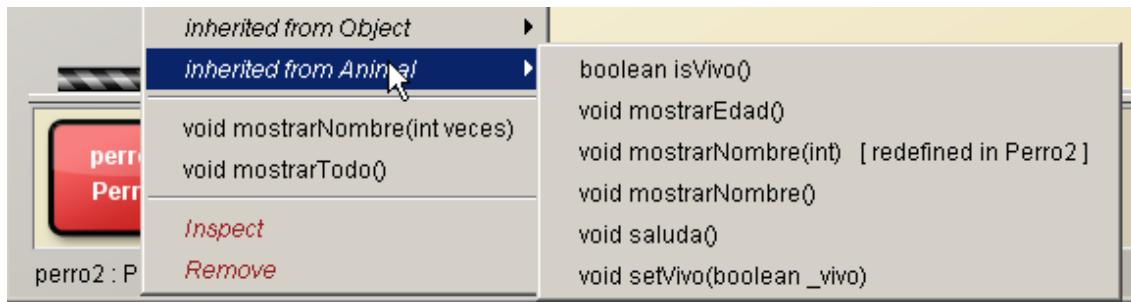 inherited from Object
inherited from Animal
void mostrarNombre(int veces)
void mostrarTodo()
Inspect
Remove
boolean isVivo()
void mostrarEdad()
void mostrarNombre(int) [ redefined in Perro2 ]
void mostrarNombre()
void saluda()
void setVivo(boolean _vivo)
perro2 : P